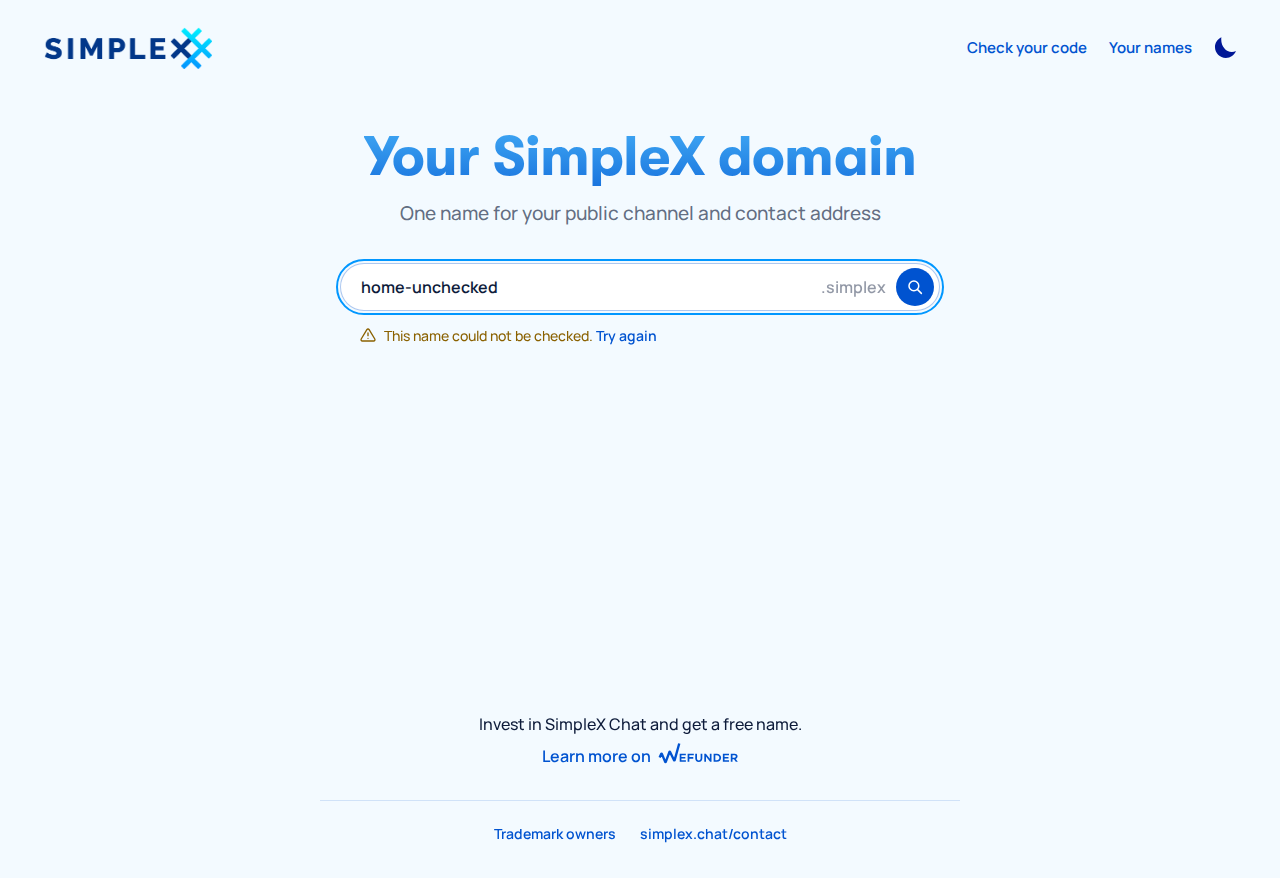 SIMPLEX
Check your code
Your names
Your SimpleX domain
One name for your public channel and contact address
home-unchecked
.simplex
This name could not be checked. Try again
Invest in SimpleX Chat and get a free name.
Learn more on WEFUNDER
Trademark owners
simplex.chat/contact